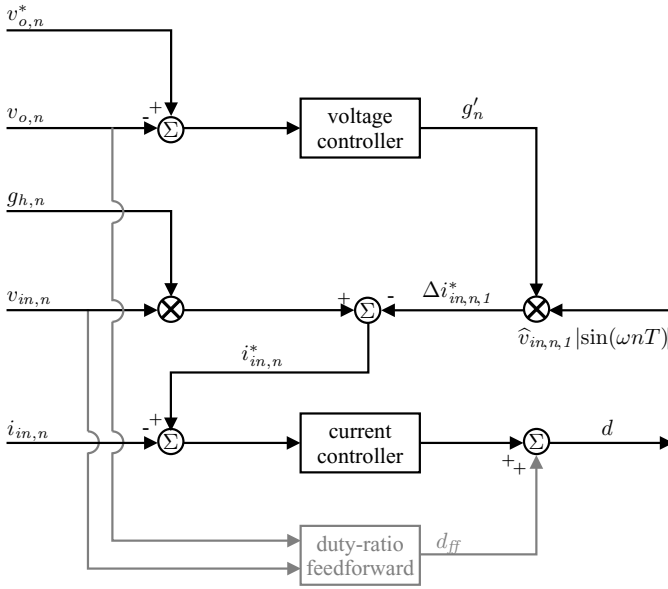 v*o,n
vo,n
- +
Σ
voltage
controller
g′n
gh,n
vin,n
+
Σ
-
Δi*in,n,1
v̂in,n,1|sin(ωnT)|
i*in,n
iin,n
- +
Σ
current
controller
Σ
+ +
d
duty-ratio
feedforward
dff